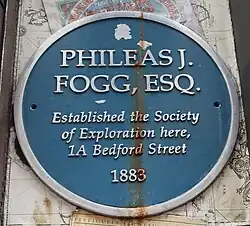 PHILEAS J.
FOGG, ESQ.
Established the Society
of Exploration here,
1A Bedford Street
1883